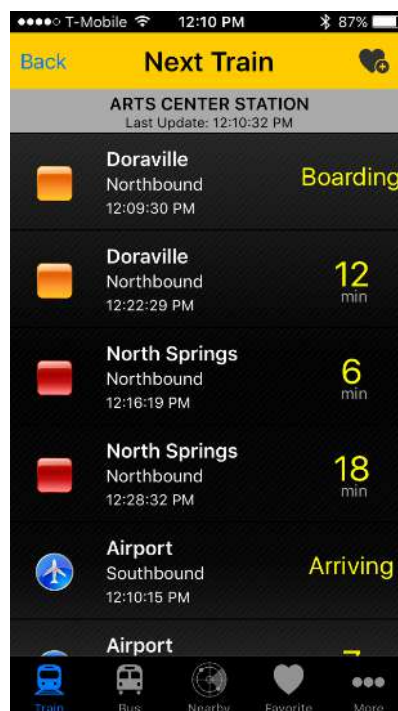 T-Mobile 12:10 PM 87%
Back Next Train
ARTS CENTER STATION
Last Update: 12:10:32 PM
Doraville
Northbound
12:09:30 PM
Boarding
Doraville
Northbound
12:22:29 PM
12
min
North Springs
Northbound
12:16:19 PM
6
min
North Springs
Northbound
12:28:32 PM
18
min
Airport
Southbound
12:10:15 PM
Arriving
Airport
Train Bus Nearby Favorite More